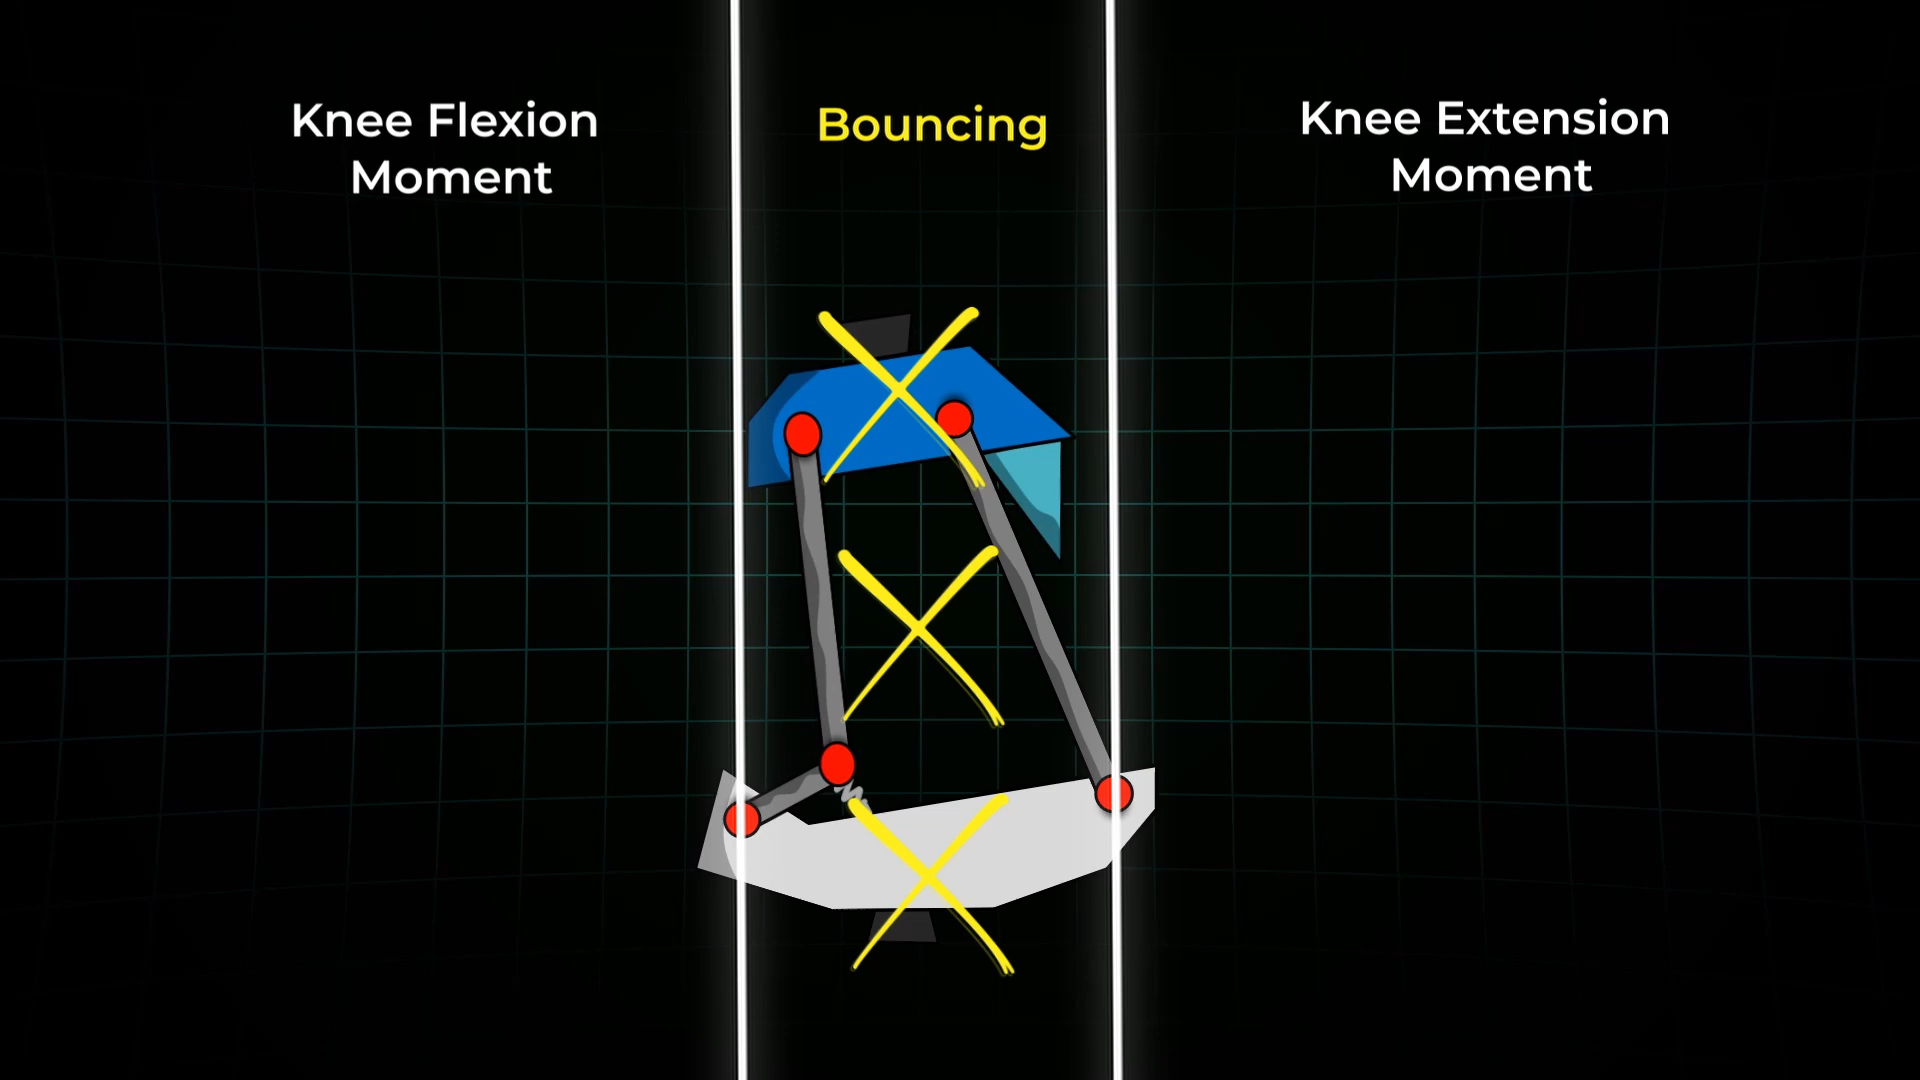 Knee Flexion
Moment
Bouncing
Knee Extension
Moment